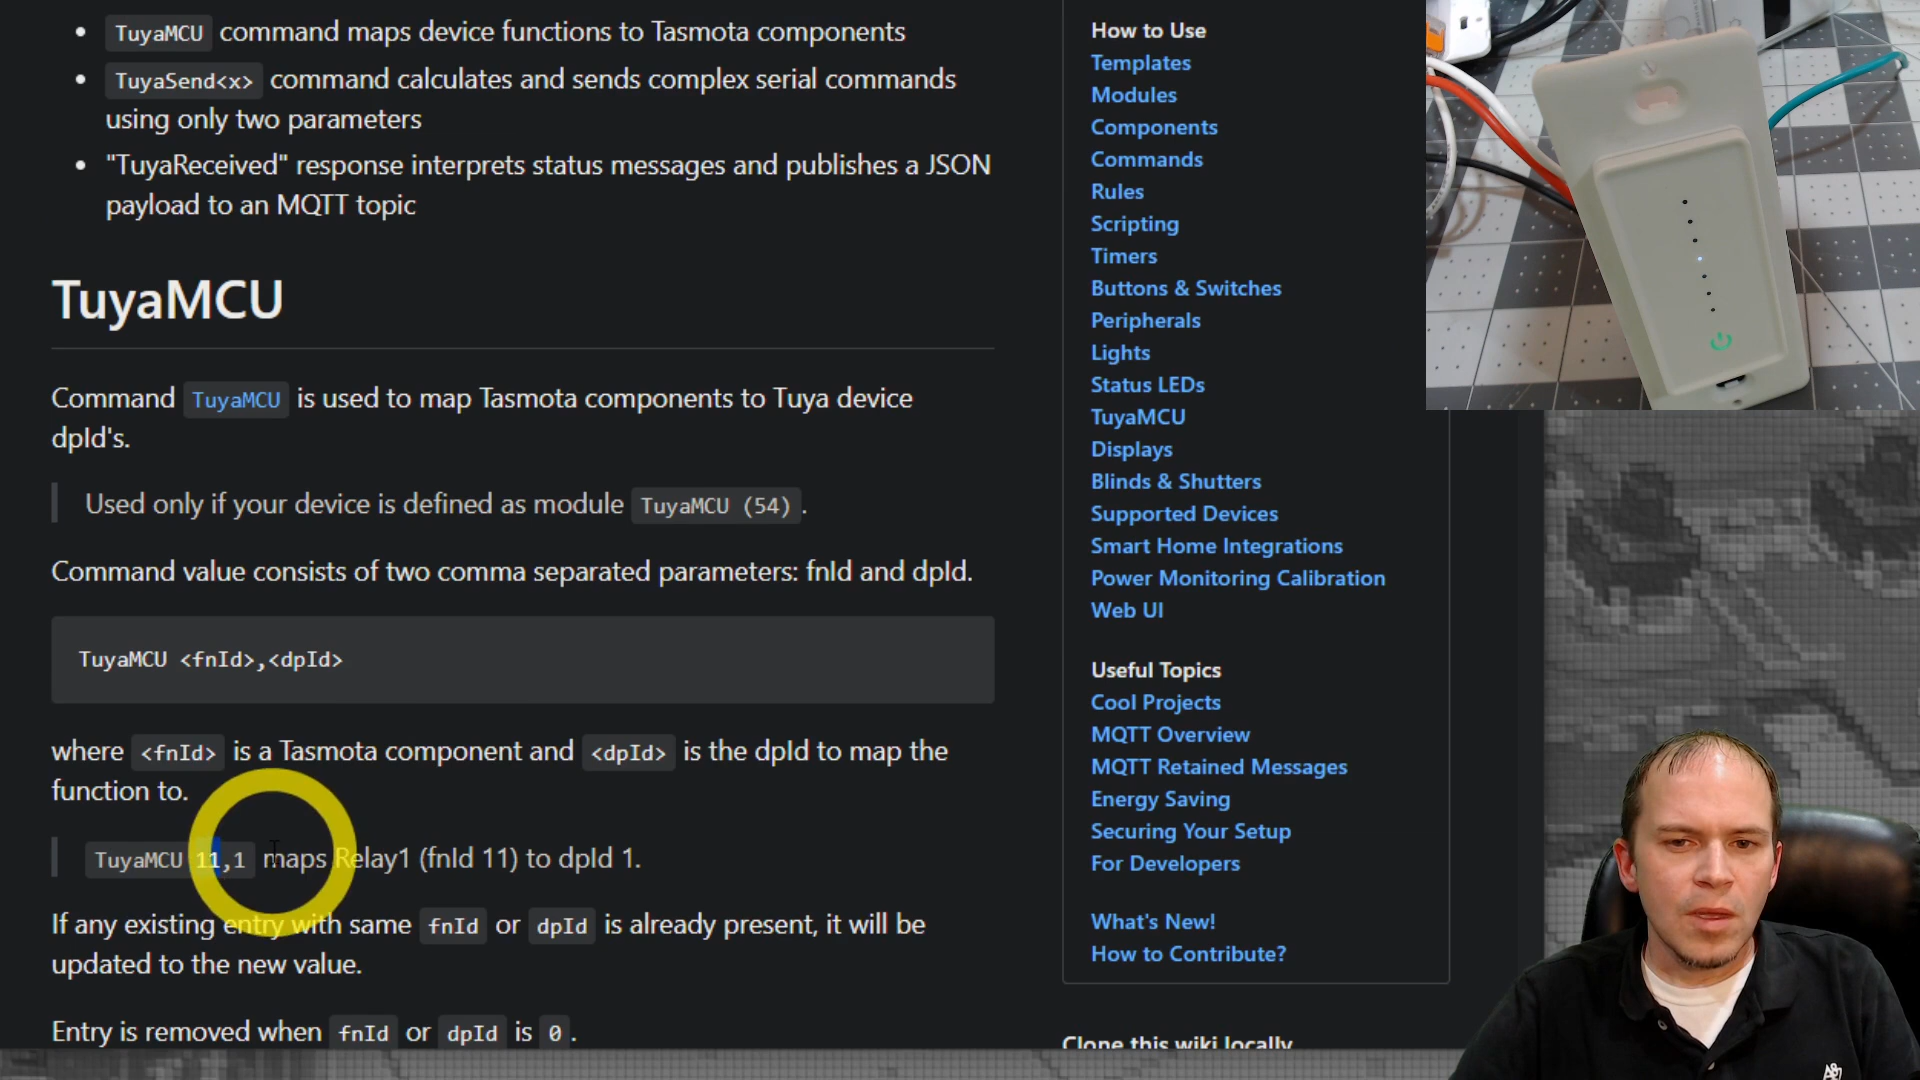 TuyaMCU command maps device functions to Tasmota components
TuyaSend<x> command calculates and sends complex serial commands
using only two parameters
"TuyaReceived" response interprets status messages and publishes a JSON
payload to an MQTT topic
TuyaMCU
Command TuyaMCU is used to map Tasmota components to Tuya device
dpId's.
Used only if your device is defined as module TuyaMCU (54).
Command value consists of two comma separated parameters: fnId and dpId.
TuyaMCU <fnId>,<dpId>
where <fnId> is a Tasmota component and <dpId> is the dpId to map the
function to.
TuyaMCU 11,1 maps Relay1 (fnId 11) to dpId 1.
If any existing entry with same fnId or dpId is already present, it will be
updated to the new value.
Entry is removed when fnId or dpId is 0.
How to Use
Templates
Modules
Components
Commands
Rules
Scripting
Timers
Buttons & Switches
Peripherals
Lights
Status LEDs
TuyaMCU
Displays
Blinds & Shutters
Supported Devices
Smart Home Integrations
Power Monitoring Calibration
Web UI
Useful Topics
Cool Projects
MQTT Overview
MQTT Retained Messages
Energy Saving
Securing Your Setup
For Developers
What's New!
How to Contribute?
Clone this wiki locally